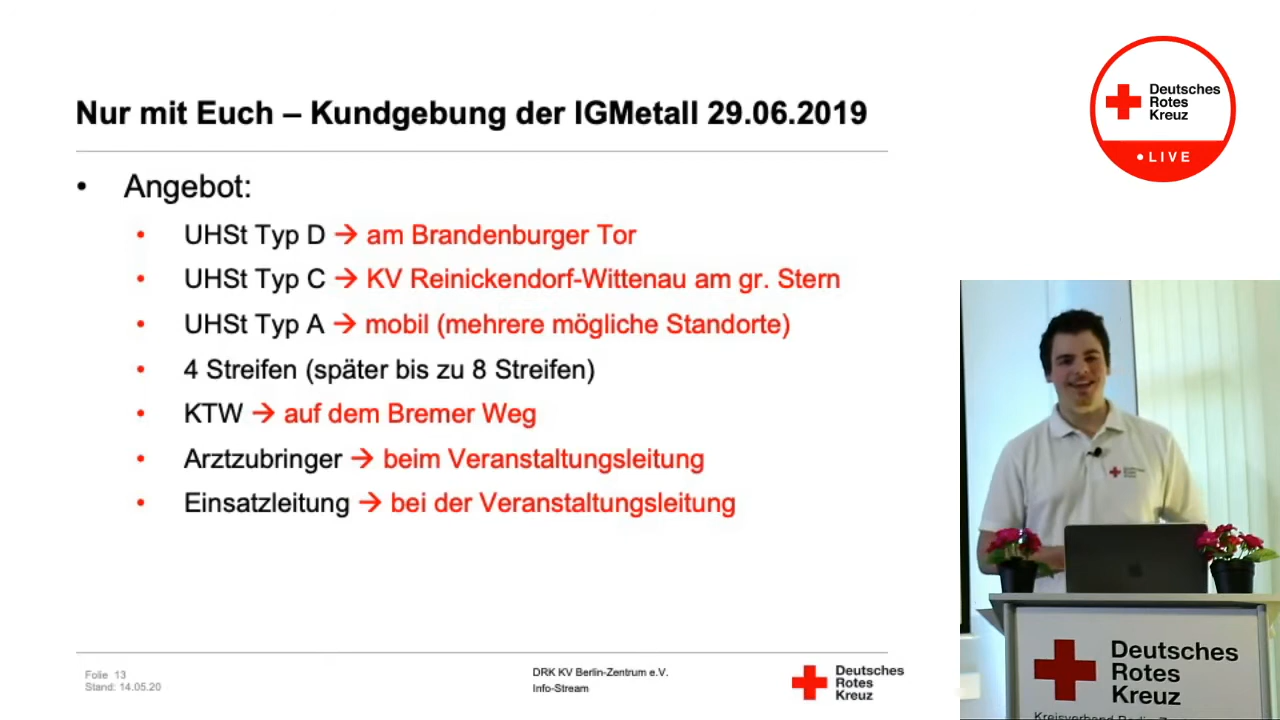 Nur mit Euch – Kundgebung der IGMetall 29.06.2019
• Angebot:
• UHSt Typ D → am Brandenburger Tor
• UHSt Typ C → KV Reinickendorf-Wittenau am gr. Stern
• UHSt Typ A → mobil (mehrere mögliche Standorte)
• 4 Streifen (später bis zu 8 Streifen)
• KTW → auf dem Bremer Weg
• Arztzubringer → beim Veranstaltungsleitung
• Einsatzleitung → bei der Veranstaltungsleitung
Folie 13
Stand: 14.05.20
DRK KV Berlin-Zentrum e.V.
Info-Stream
Deutsches
Rotes
Kreuz
Deutsches
Rotes
Kreuz
• LIVE
Deutsches
Rotes
Kreuz
Kreisverband